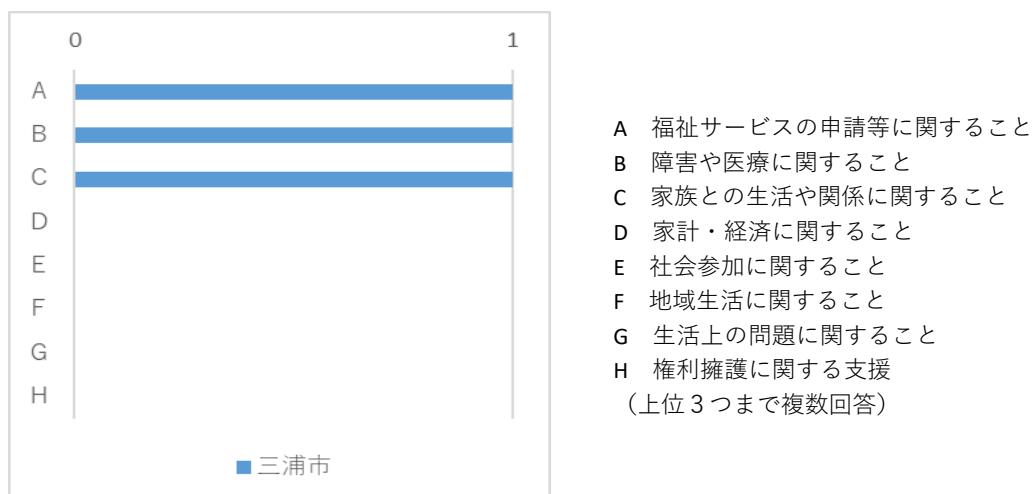 0 1
A
B
C
D
E
F
G
H
三浦市
A 福祉サービスの申請等に関すること
B 障害や医療に関すること
C 家族との生活や関係に関すること
D 家計・経済に関すること
E 社会参加に関すること
F 地域生活に関すること
G 生活上の問題に関すること
H 権利擁護に関する支援
（上位３つまで複数回答）